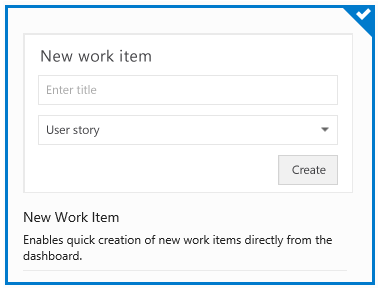 New work item
Enter title
User story
Create
New Work Item
Enables quick creation of new work items directly from the
dashboard.